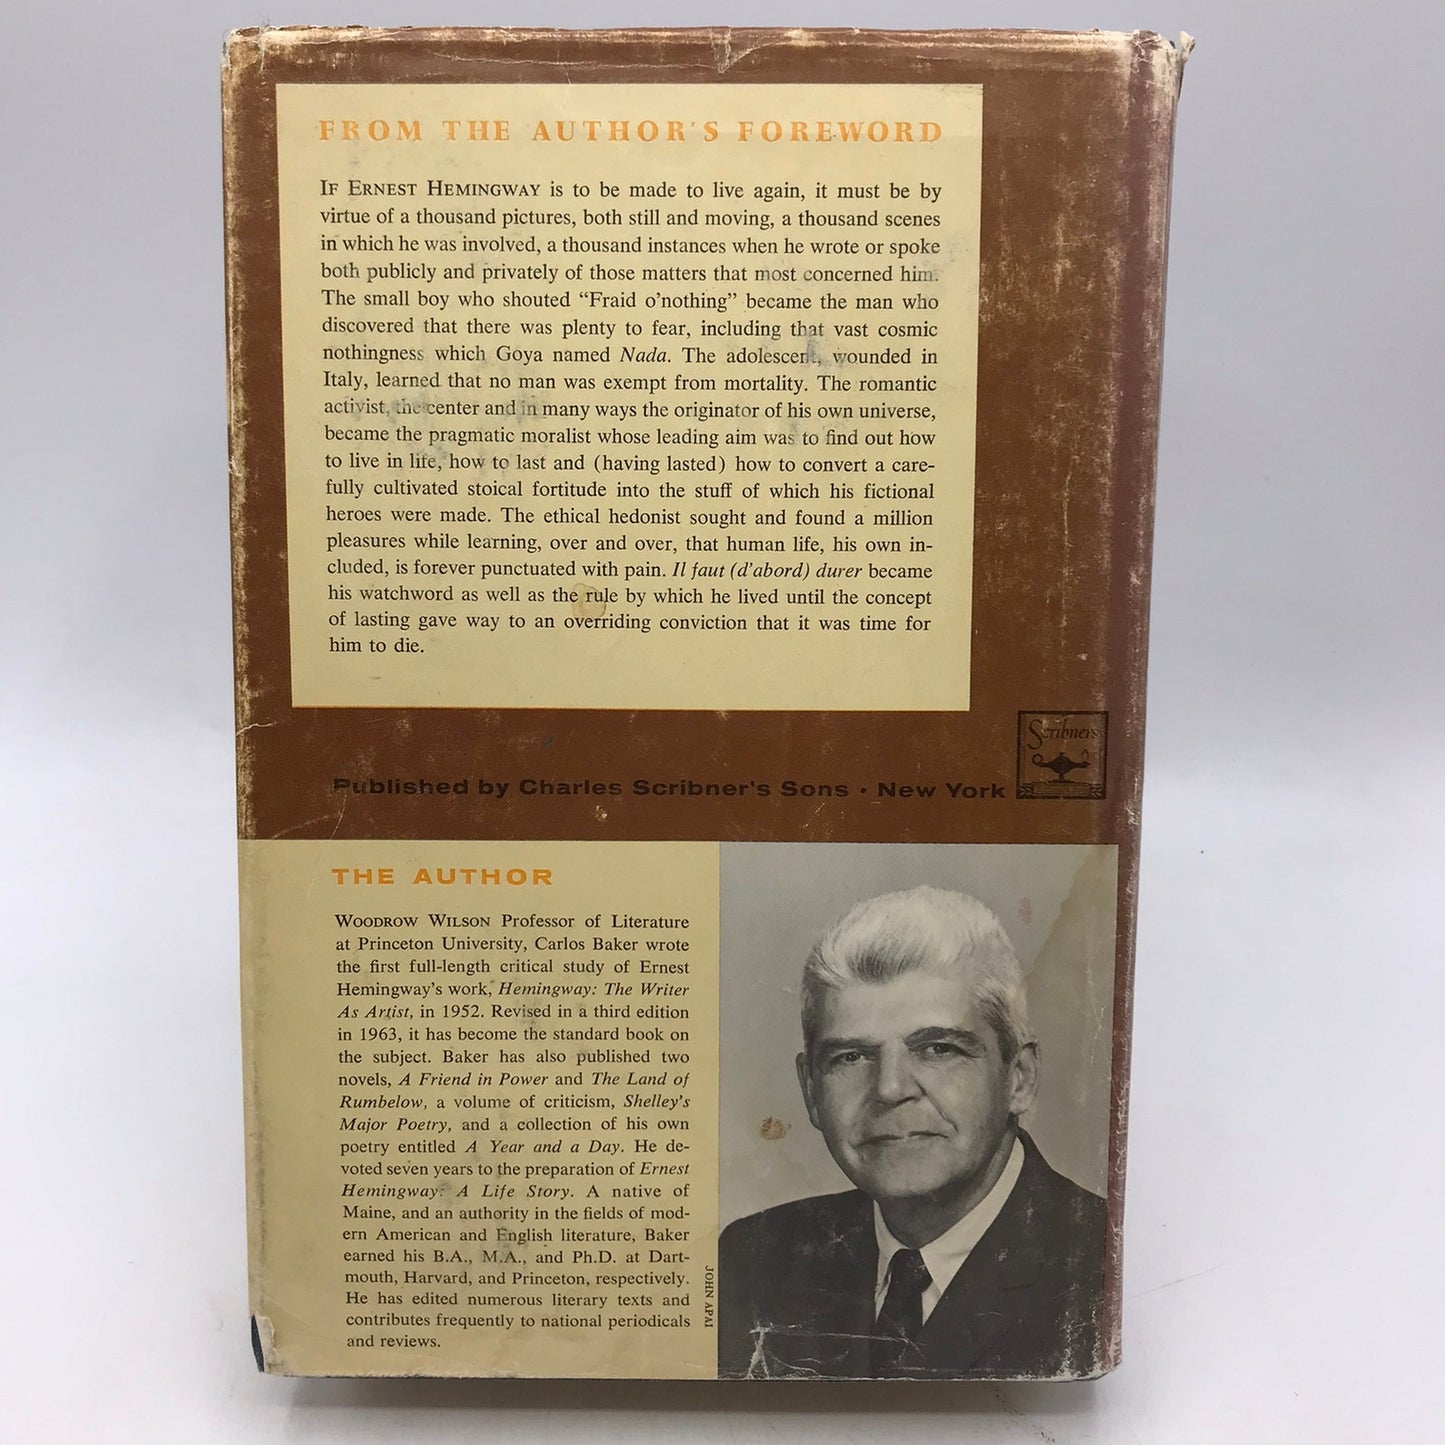 FROM THE AUTHOR'S FOREWORD
IF ERNEST HEMINGWAY is to be made to live again, it must be by
virtue of a thousand pictures, both still and moving, a thousand scenes
in which he was involved, a thousand instances when he wrote or spoke
both publicly and privately of those matters that most concerned him.
The small boy who shouted “Fraid o’nothing” became the man who
discovered that there was plenty to fear, including that vast cosmic
nothingness which Goya named Nada. The adolescent, wounded in
Italy, learned that no man was exempt from mortality. The romantic
activist, the center and in many ways the originator of his own universe,
became the pragmatic moralist whose leading aim was to find out how
to live in life, how to last and (having lasted) how to convert a care-
fully cultivated stoical fortitude into the stuff of which his fictional
heroes were made. The ethical hedonist sought and found a million
pleasures while learning, over and over, that human life, his own in-
cluded, is forever punctuated with pain. Il faut (d’abord) durer became
his watchword as well as the rule by which he lived until the concept
of lasting gave way to an overriding conviction that it was time for
him to die.
Scribners
Published by Charles Scribner's Sons • New York
THE AUTHOR
WOODROW WILSON Professor of Literature
at Princeton University, Carlos Baker wrote
the first full-length critical study of Ernest
Hemingway’s work, Hemingway: The Writer
As Artist, in 1952. Revised in a third edition
in 1963, it has become the standard book on
the subject. Baker has also published two
novels, A Friend in Power and The Land of
Rumbelow, a volume of criticism, Shelley’s
Major Poetry, and a collection of his own
poetry entitled A Year and a Day. He de-
voted seven years to the preparation of Ernest
Hemingway: A Life Story. A native of
Maine, and an authority in the fields of mod-
ern American and English literature, Baker
earned his B.A., M.A., and Ph.D. at Dart-
mouth, Harvard, and Princeton, respectively.
He has edited numerous literary texts and
contributes frequently to national periodicals
and reviews.
JOHN APAI